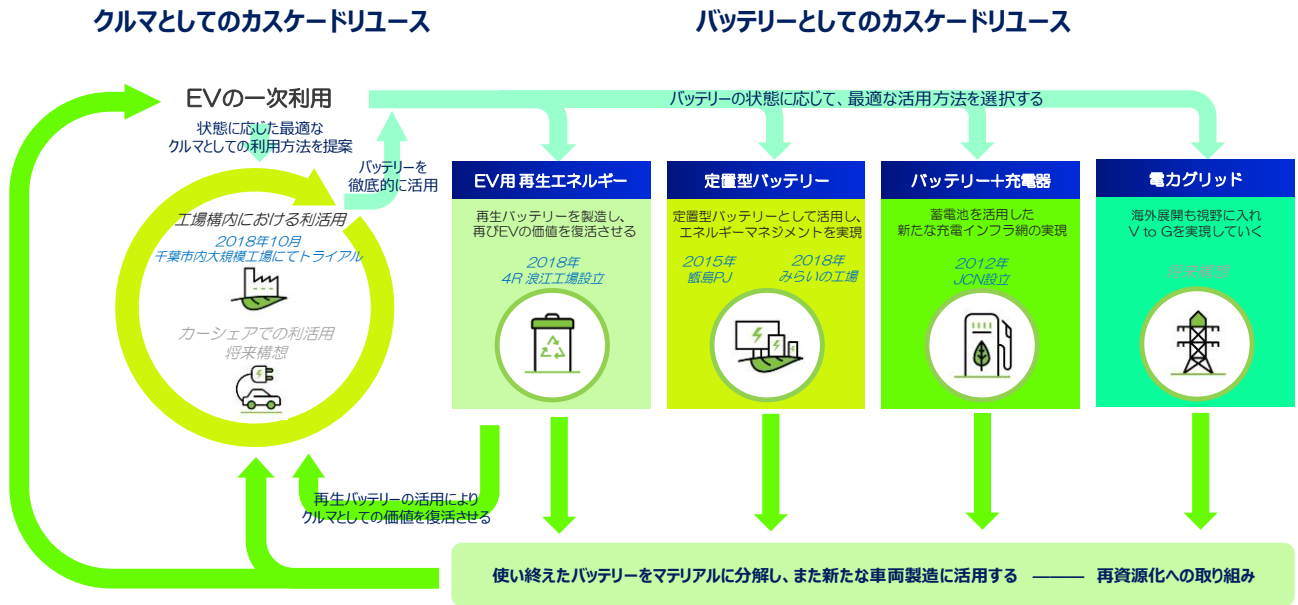 クルマとしてのカスケードリユース
バッテリーとしてのカスケードリユース
EVの一次利用
バッテリーの状態に応じて、最適な活用方法を選択する
状態に応じた最適な
クルマとしての利用方法を提案
バッテリーを
徹底的に活用
工場構内における利活用
2018年10月
千葉市内大規模工場にてトライアル
カーシェアでの利活用
将来構想
EV用 再生エネルギー
再生バッテリーを製造し、
再びEVの価値を復活させる
2018年
4R 浪江工場設立
定置型バッテリー
定置型バッテリーとして活用し、
エネルギーマネジメントを実現
2015年
甑島PJ
2018年
みらいの工場
バッテリー+充電器
蓄電池を活用した
新たな充電インフラ網の実現
2012年
JCN設立
電力グリッド
海外展開も視野に入れ
V to Gを実現していく
再生バッテリーの活用により
クルマとしての価値を復活させる
使い終えたバッテリーをマテリアルに分解し、また新たな車両製造に活用する ――― 再資源化への取り組み